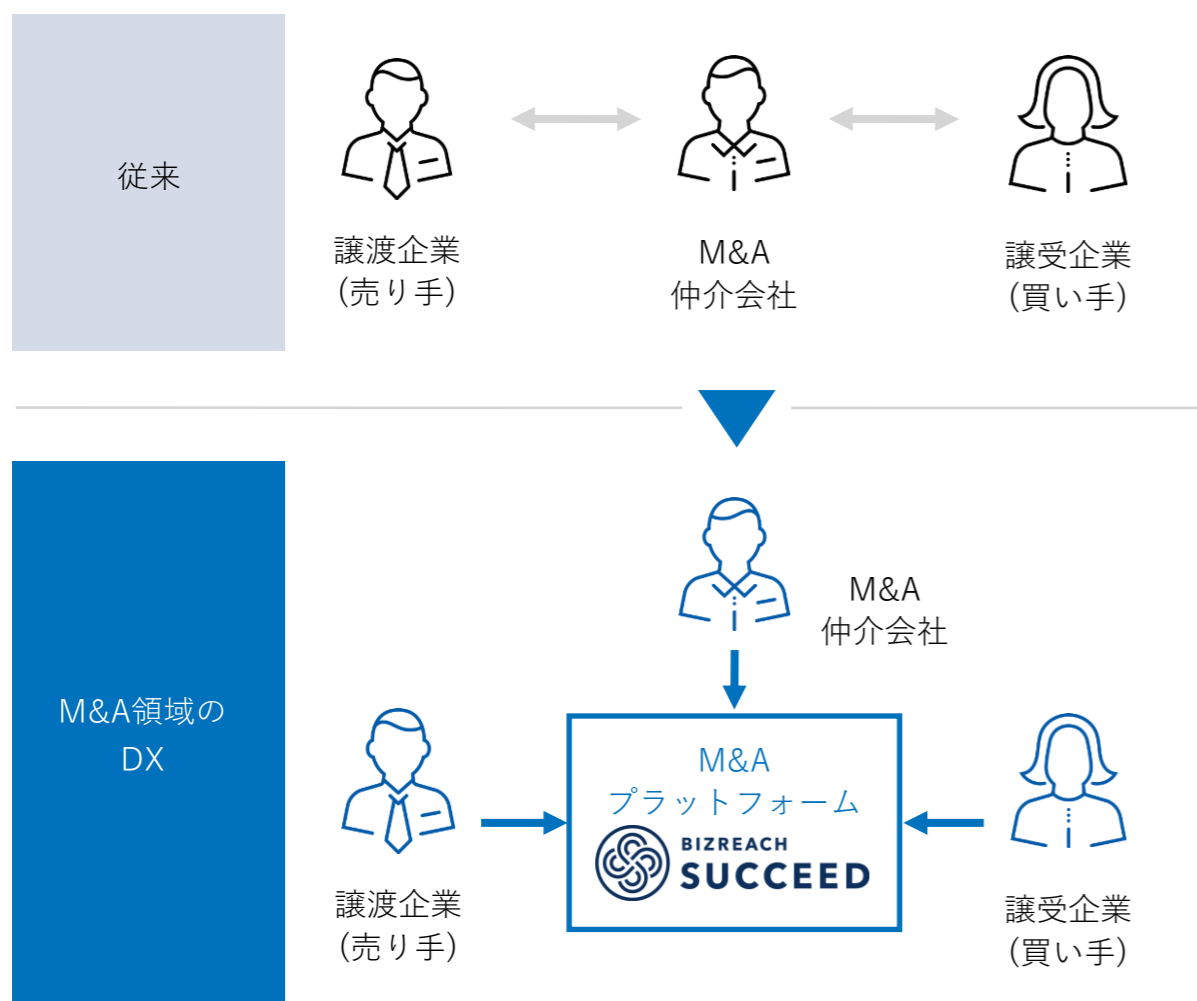 従来
譲渡企業
(売り手)
M&A
仲介会社
譲受企業
(買い手)
M&A領域の
DX
M&A
仲介会社
譲渡企業
(売り手)
M&A
プラットフォーム
BIZREACH
SUCCEED
譲受企業
(買い手)